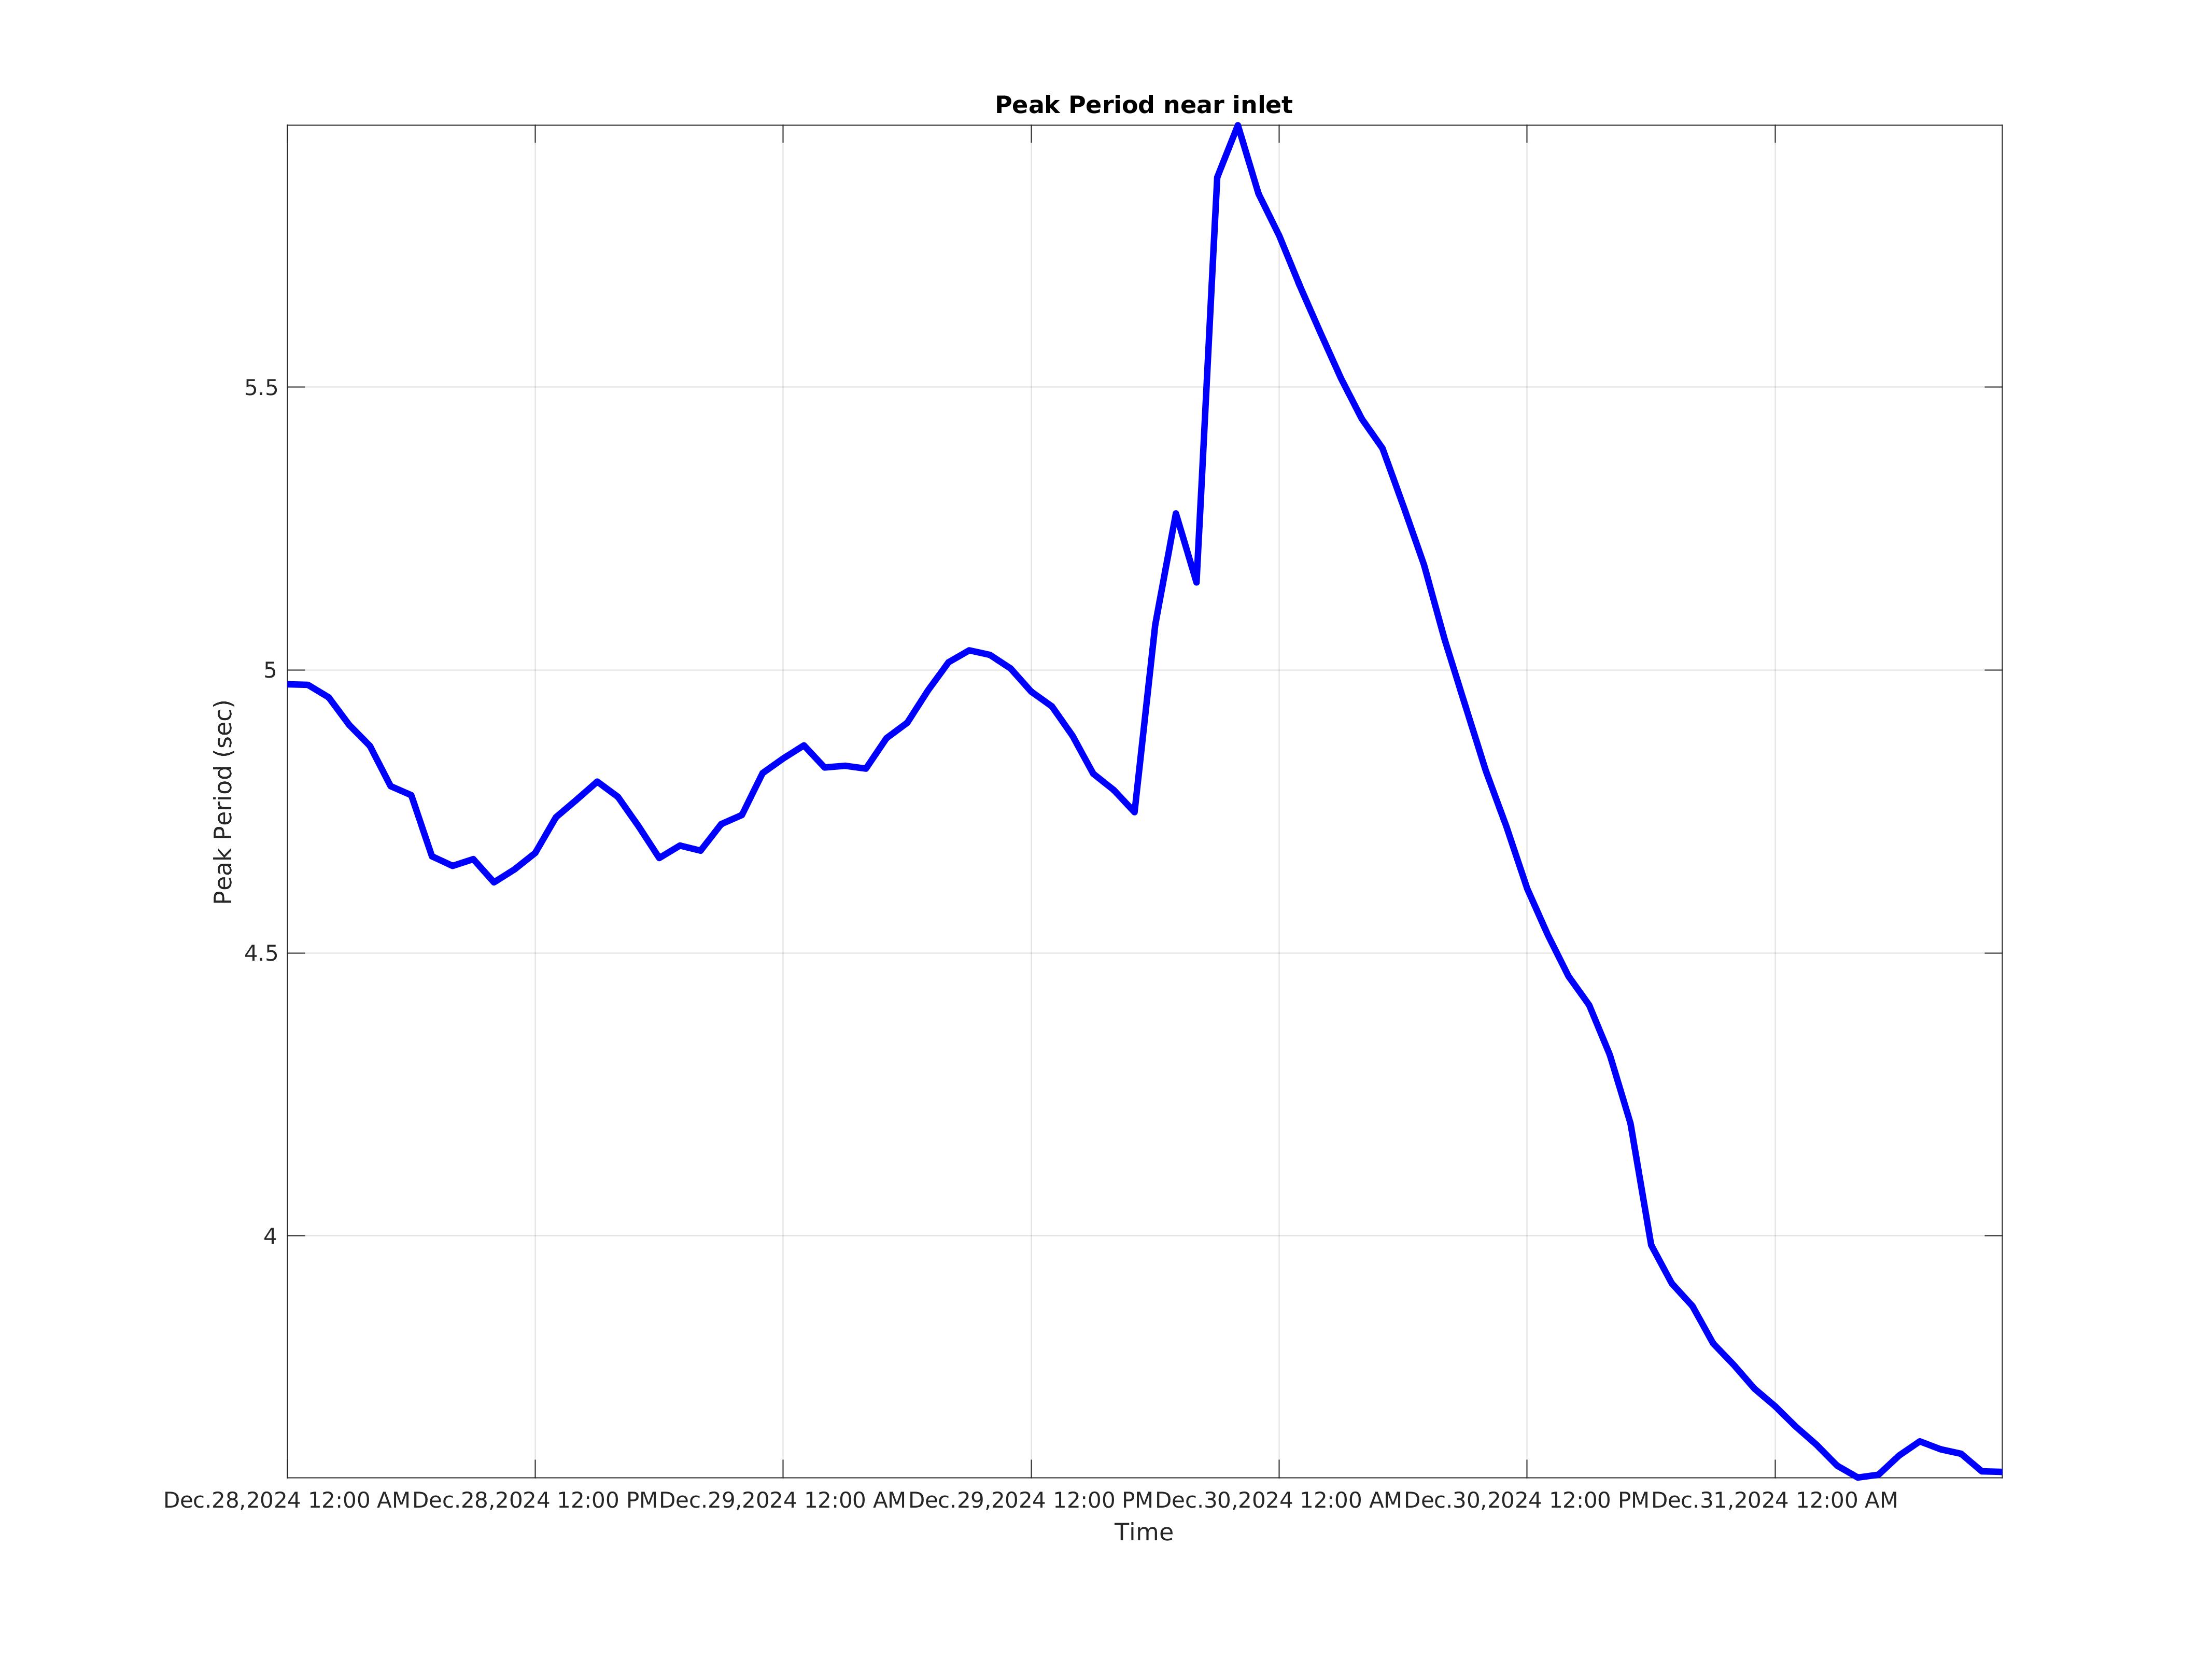 Peak Period near inlet
5.5
5
4.5
4
Peak Period (sec)
Dec.28,2024 12:00 AM Dec.28,2024 12:00 PM Dec.29,2024 12:00 AM Dec.29,2024 12:00 PM Dec.30,2024 12:00 AM Dec.30,2024 12:00 PM Dec.31,2024 12:00 AM
Time